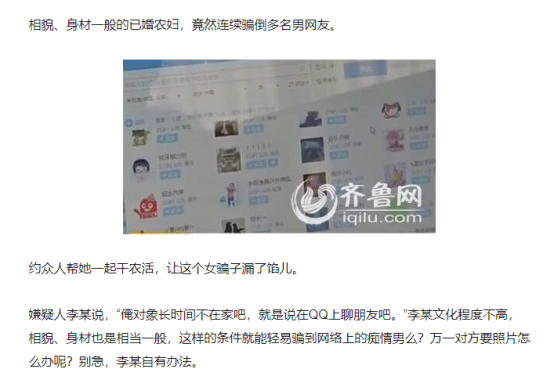 相貌、身材一般的已婚农妇，竟然连续骗倒多名男网友。
齐鲁网
iqilu.com
约众人帮她一起干农活，让这个女骗子漏了馅儿。
嫌疑人李某说，“俺对象长时间不在家吧，就是说在QQ上聊朋友吧。”李某文化程度不高，
相貌、身材也是相当一般，这样的条件就能轻易骗到网络上的痴情男么？万一对方要照片怎
么办呢？别急，李某自有办法。